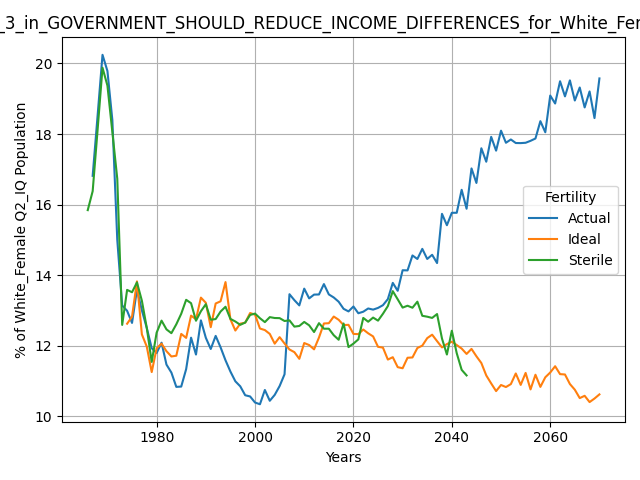 _3_in_GOVERNMENT_SHOULD_REDUCE_INCOME_DIFFERENCES_for_White_Fem
% of White_Female Q2_IQ Population
20
18
16
14
12
10
Fertility
Actual
Ideal
Sterile
1980 2000 2020 2040 2060
Years